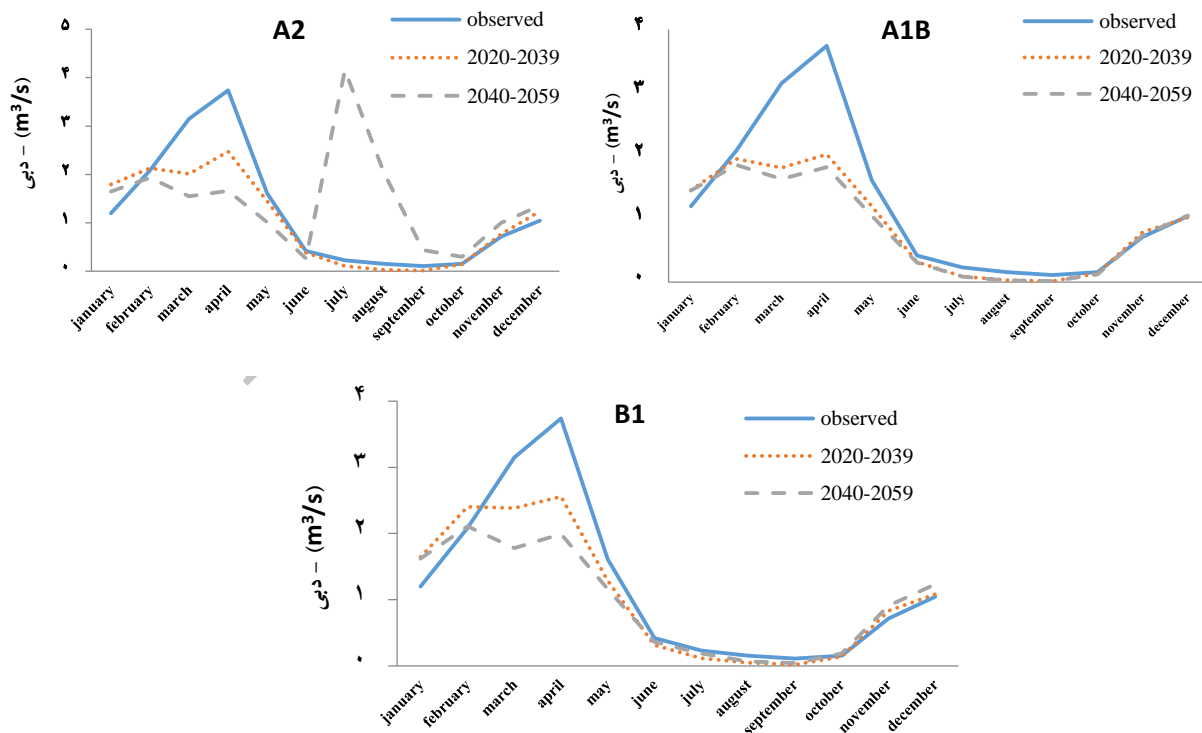 A2
observed
2020-2039
2040-2059
دبی – (m³/s)
۵
۴
۳
۲
۱
۰
january
february
march
april
may
june
july
august
september
october
november
december
A1B
observed
2020-2039
2040-2059
دبی – (m³/s)
۴
۳
۲
۱
۰
january
february
march
april
may
june
july
august
september
october
november
december
B1
observed
2020-2039
2040-2059
دبی – (m³/s)
۴
۳
۲
۱
۰
january
february
march
april
may
june
july
august
september
october
november
december